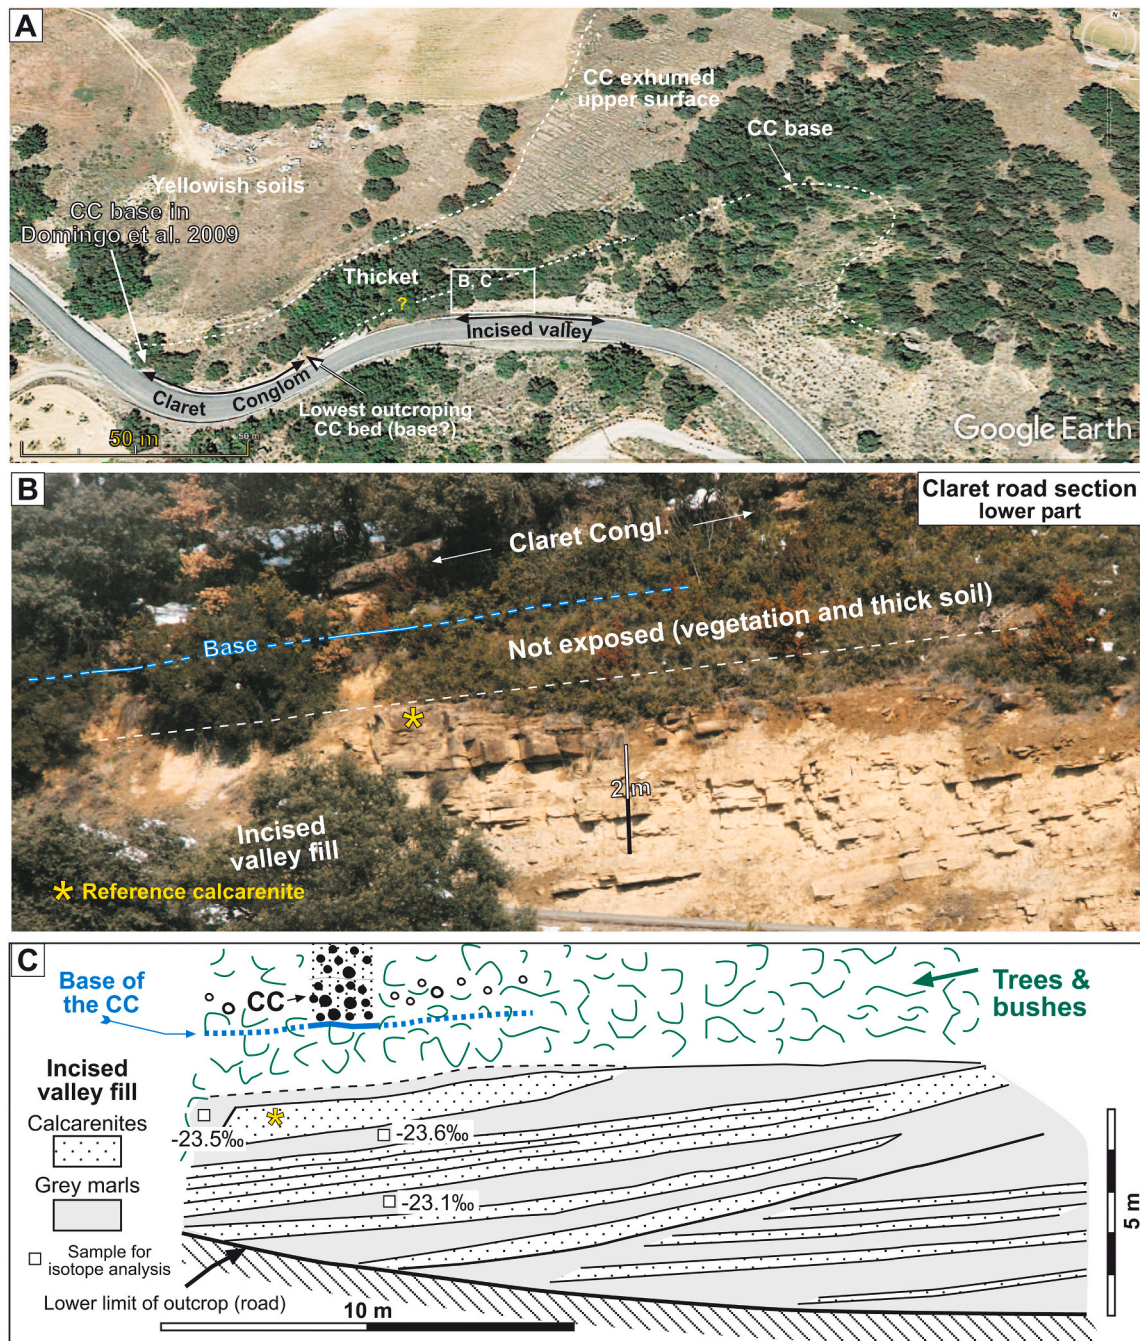 A
N
CC exhumed
upper surface
CC base
Yellowish soils
CC base in
Domingo et al. 2009
Thicket
?
B, C
Incised valley
Claret Conglom
Lowest outcroping
CC bed (base?)
50 m
50 m
Google Earth
B
Claret road section
lower part
Claret Congl.
Not exposed (vegetation and thick soil)
Base
2 m
Incised
valley fill
* Reference calcarenite
C
Base of
the CC
CC
Trees &
bushes
Incised
valley fill
Calcarenites
Grey marls
Sample for
isotope analysis
-23.5‰
-23.6‰
-23.1‰
5 m
Lower limit of outcrop (road)
10 m